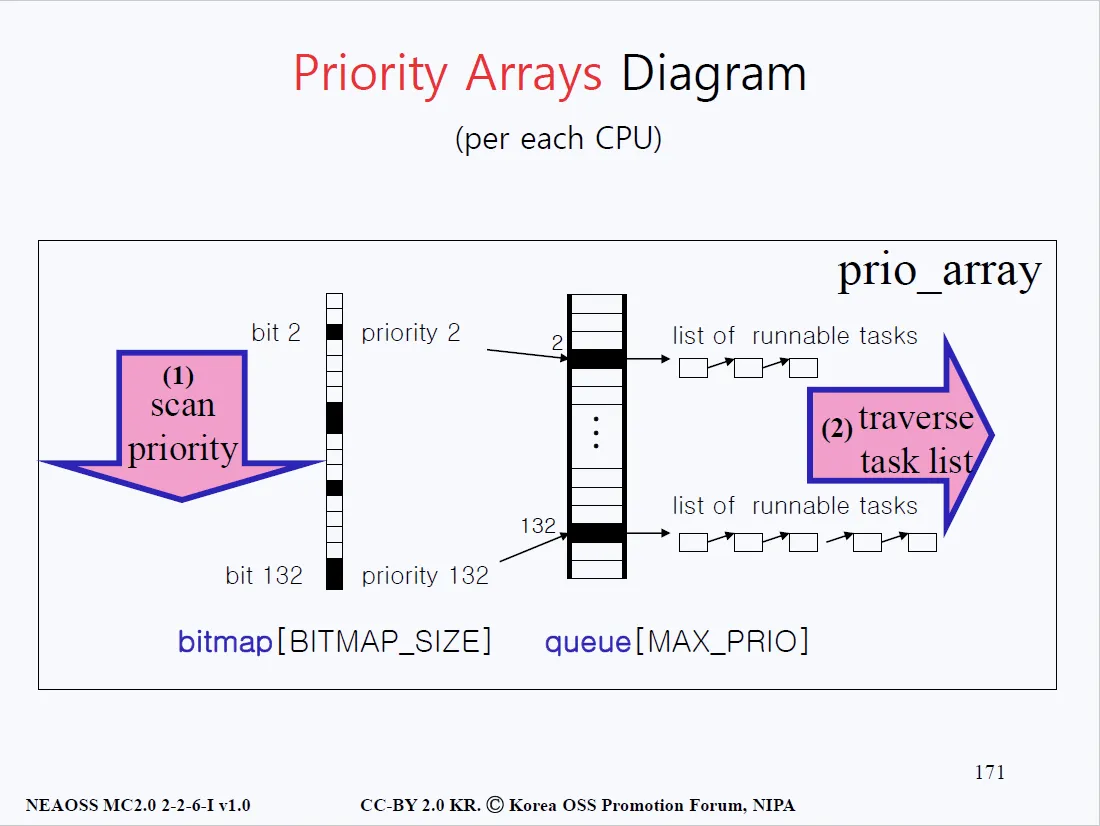 Priority Arrays Diagram
(per each CPU)
prio_array
bit 2
priority 2
2
list of runnable tasks
(1)
scan
priority
(2) traverse
task list
list of runnable tasks
132
bit 132
priority 132
bitmap[BITMAP_SIZE]
queue[MAX_PRIO]
171
NEAOSS MC2.0 2-2-6-I v1.0
CC-BY 2.0 KR. Ⓒ Korea OSS Promotion Forum, NIPA